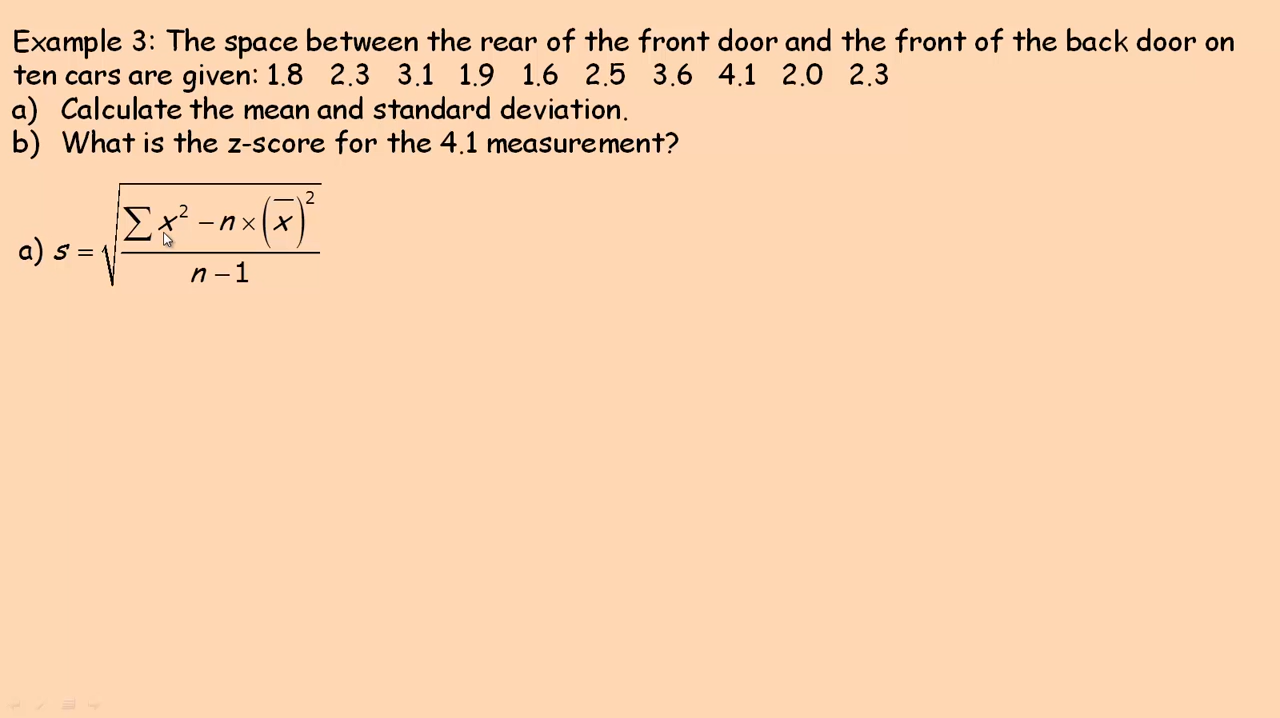 Example 3: The space between the rear of the front door and the front of the back door on
ten cars are given: 1.8 2.3 3.1 1.9 1.6 2.5 3.6 4.1 2.0 2.3
a) Calculate the mean and standard deviation.
b) What is the z-score for the 4.1 measurement?
a) s = √((∑x² − n × (x̅)²) / (n − 1))